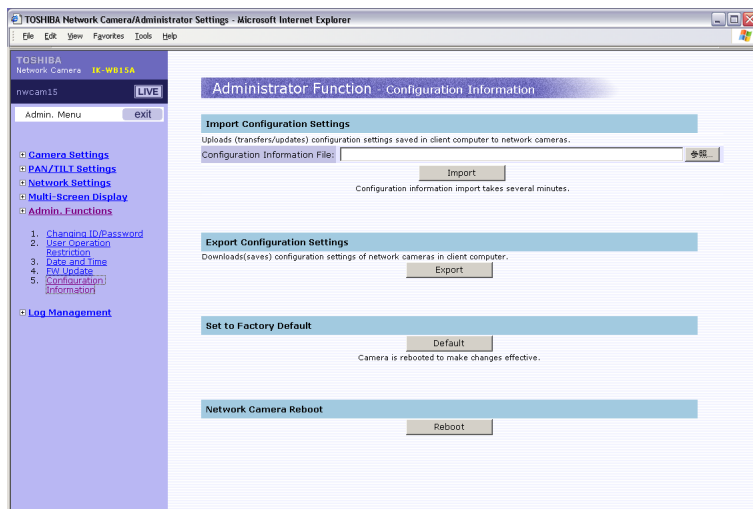 TOSHIBA Network Camera/Administrator Settings - Microsoft Internet Explorer
File Edit View Favorites Tools Help
TOSHIBA
Network Camera IK-WB15A
nwcam15 LIVE
Admin. Menu exit
Camera Settings
PAN/TILT Settings
Network Settings
Multi-Screen Display
Admin. Functions
1. Changing ID/Password
2. User Operation
Restriction
3. Date and Time
4. FW Update
5. Configuration
Information
Log Management
Administrator Function - Configuration Information
Import Configuration Settings
Uploads (transfers/updates) configuration settings saved in client computer to network cameras.
Configuration Information File: 参照...
Import
Configuration information import takes several minutes.
Export Configuration Settings
Downloads(saves) configuration settings of network cameras in client computer.
Export
Set to Factory Default
Default
Camera is rebooted to make changes effective.
Network Camera Reboot
Reboot